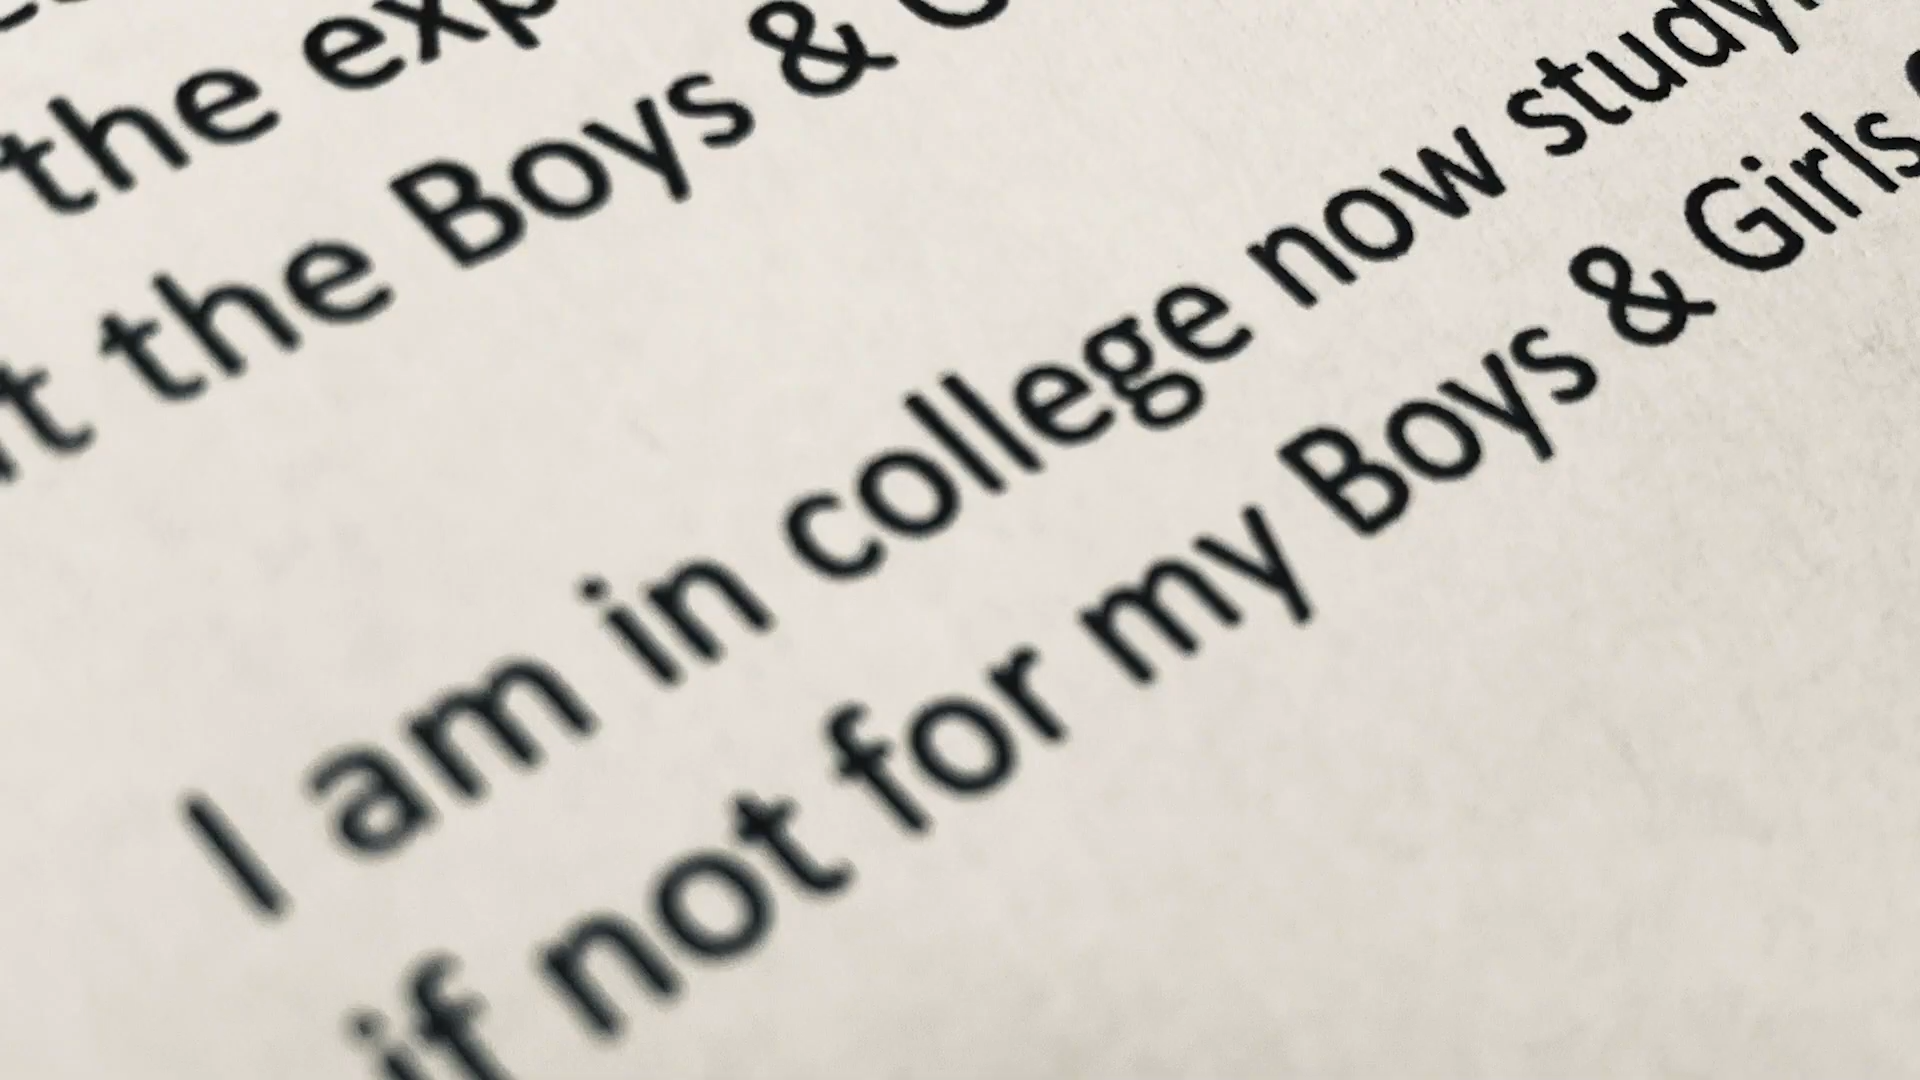 the exp
t the Boys &
I am in college now study
if not for my Boys & Girls